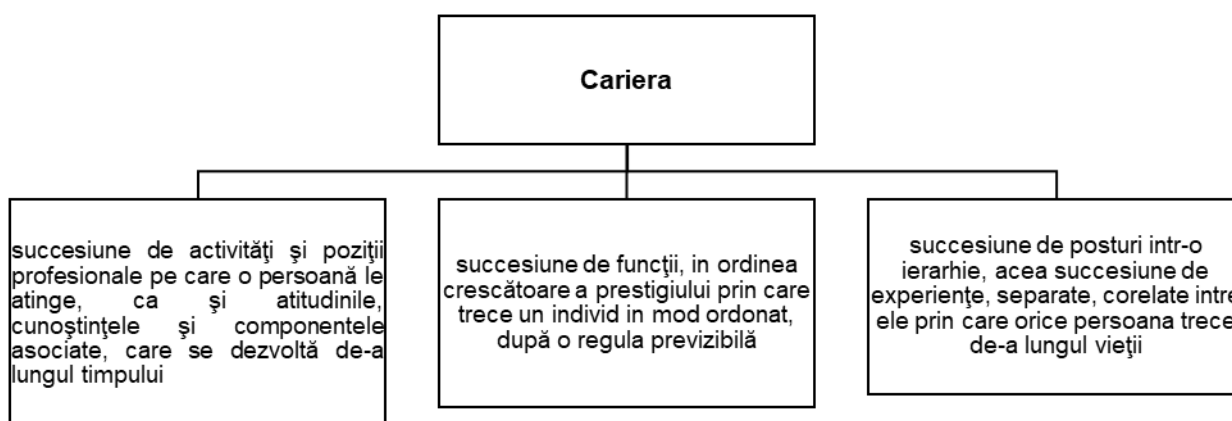 Cariera
succesiune de activităţi şi poziţii
profesionale pe care o persoană le
atinge, ca şi atitudinile,
cunoştinţele şi componentele
asociate, care se dezvoltă de-a
lungul timpului
succesiune de funcţii, in ordinea
crescătoare a prestigiului prin care
trece un individ in mod ordonat,
după o regula previzibilă
succesiune de posturi intr-o
ierarhie, acea succesiune de
experienţe, separate, corelate intre
ele prin care orice persoana trece
de-a lungul vieţii